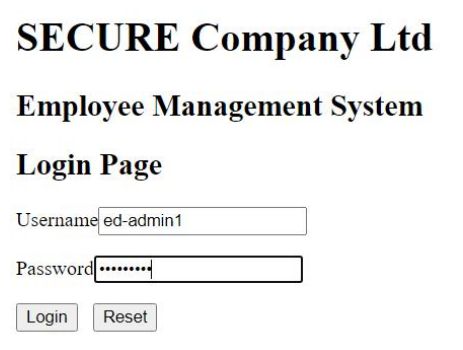 SECURE Company Ltd
Employee Management System
Login Page
Username ed-admin1
Password •••••••••
Login Reset